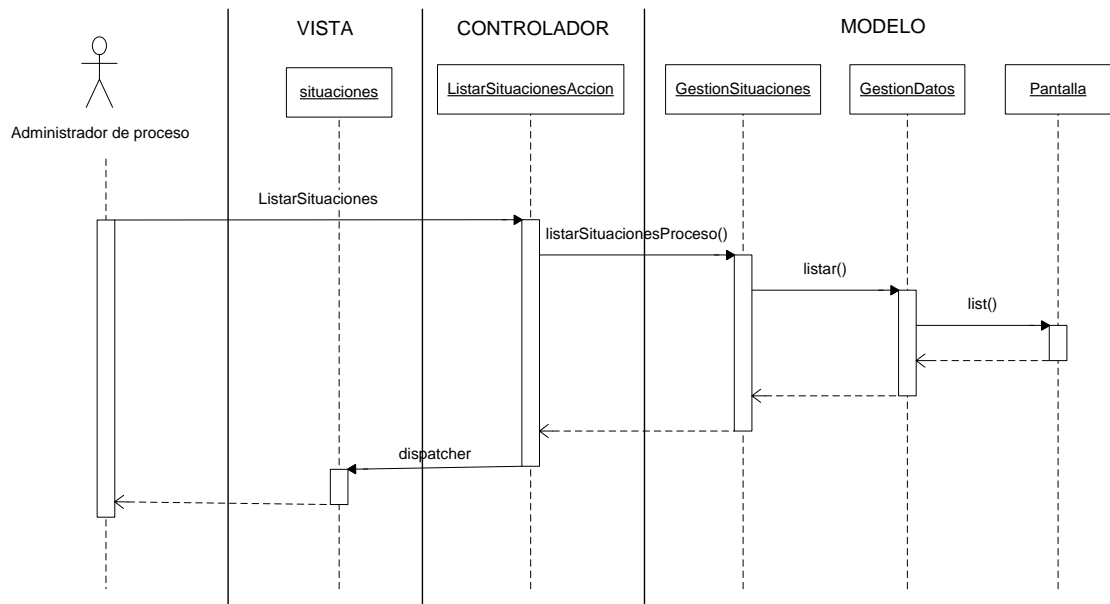 VISTA
CONTROLADOR
MODELO
situaciones
ListarSituacionesAccion
GestionSituaciones
GestionDatos
Pantalla
Administrador de proceso
ListarSituaciones
listarSituacionesProceso()
listar()
list()
dispatcher